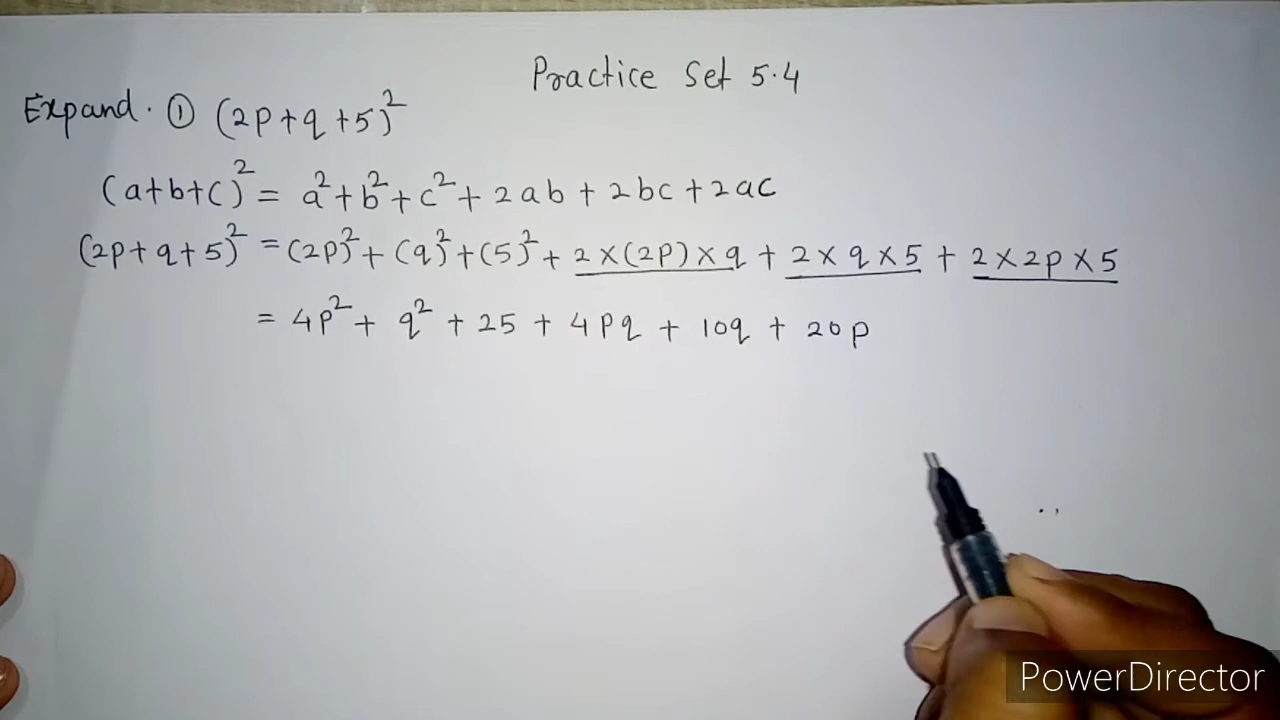 Practice Set 5.4
Expand. ① (2p+q+5)²
(a+b+c)² = a²+b²+c²+2ab+2bc+2ac
(2p+q+5)² = (2p)²+(q)²+(5)²+2×(2p)×q+2×q×5+2×2p×5
= 4p²+q²+25+4pq+10q+20p
PowerDirector